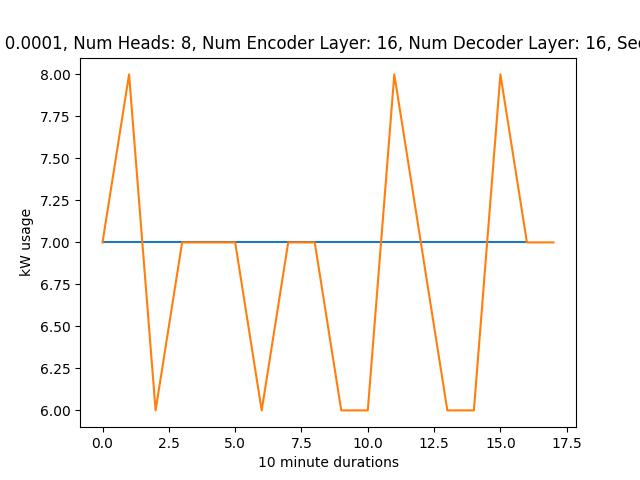 0.0001, Num Heads: 8, Num Encoder Layer: 16, Num Decoder Layer: 16,
8.00
7.75
7.50
7.25
7.00
6.75
6.50
6.25
6.00
kW usage
0.0 2.5 5.0 7.5 10.0 12.5 15.0 17.5
10 minute durations